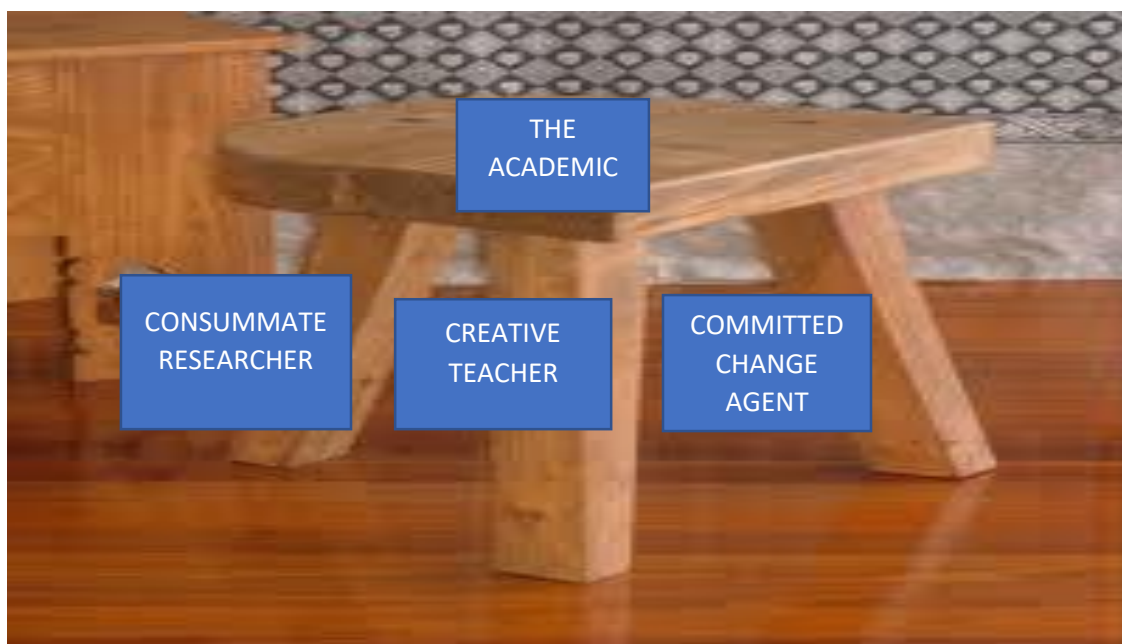 THE
ACADEMIC
CONSUMMATE
RESEARCHER
CREATIVE
TEACHER
COMMITTED
CHANGE
AGENT